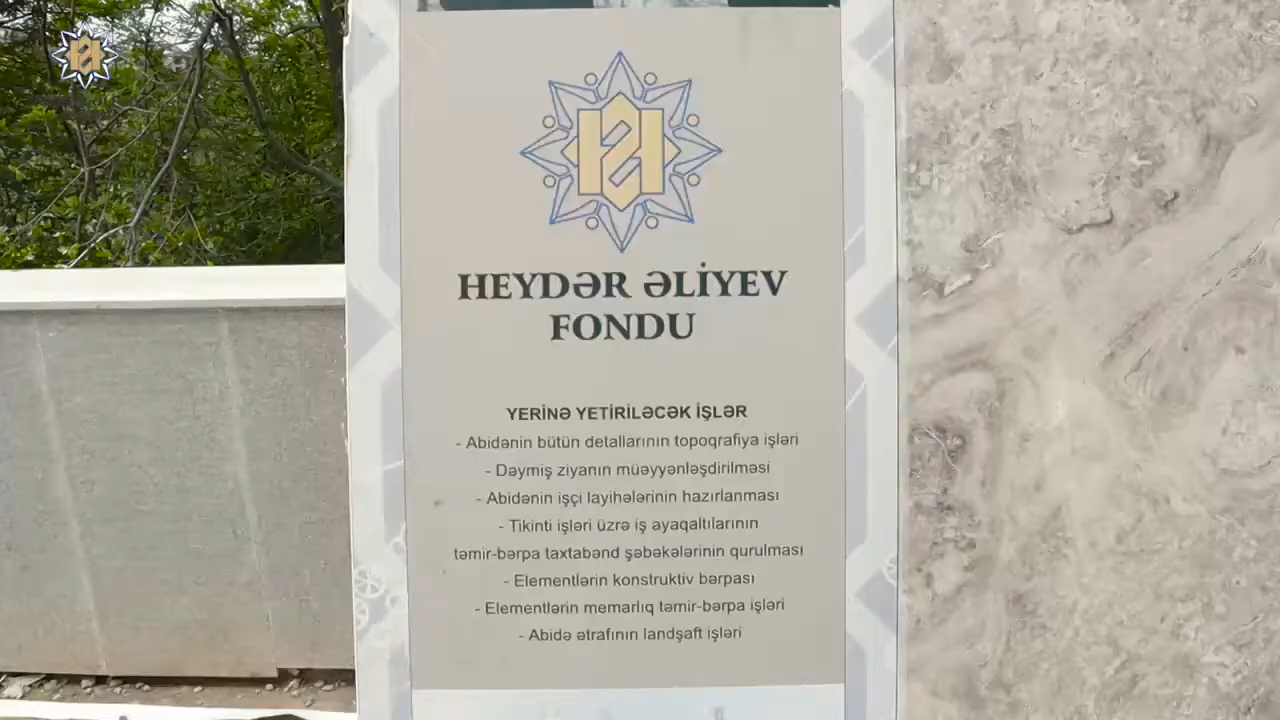 HEYDƏR ƏLİYEV
FONDU
YERİNƏ YETİRİLƏCƏK İŞLƏR
- Abidənin bütün detallarının topoqrafiya işləri
- Dəymiş ziyanın müəyyənləşdirilməsi
- Abidənin işçi layihələrinin hazırlanması
- Tikinti işləri üzrə iş ayaqaltılarının
təmir-bərpa taxtabənd şəbəkələrinin qurulması
- Elementlərin konstruktiv bərpası
- Elementlərin memarlıq təmir-bərpa işləri
- Abidə ətrafının landşaft işləri